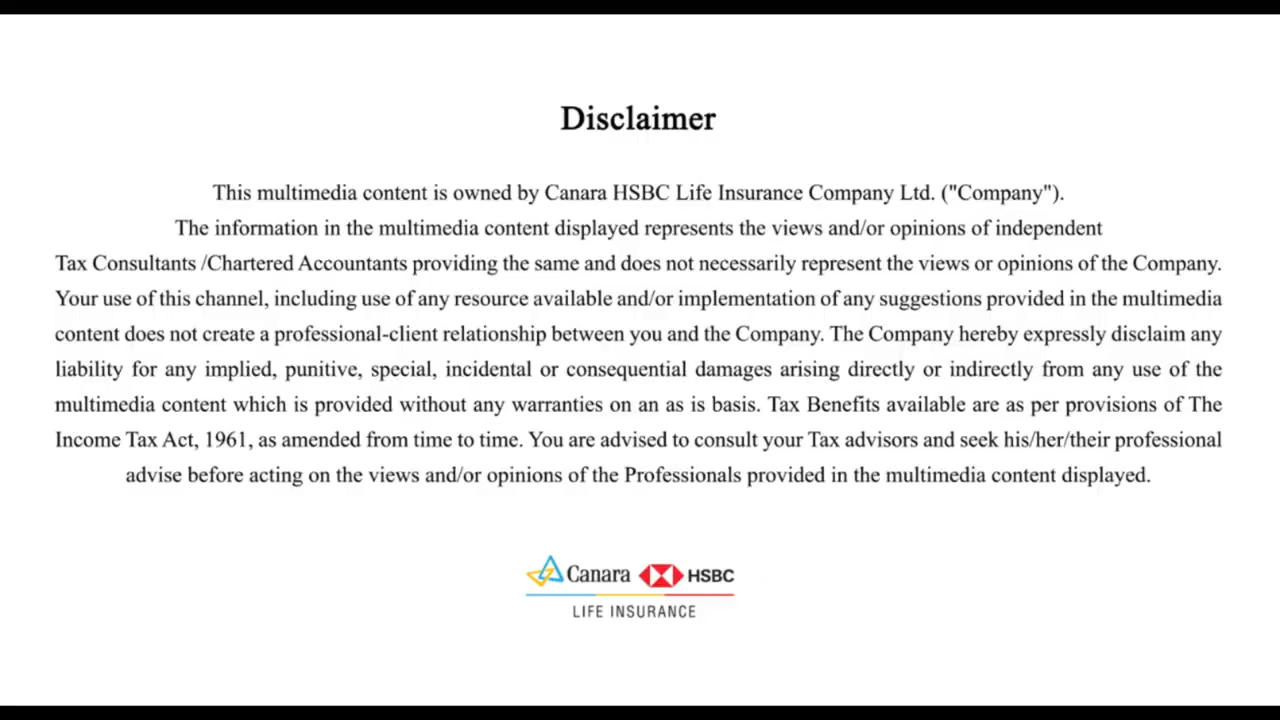 Disclaimer
This multimedia content is owned by Canara HSBC Life Insurance Company Ltd. ("Company").
The information in the multimedia content displayed represents the views and/or opinions of independent
Tax Consultants /Chartered Accountants providing the same and does not necessarily represent the views or opinions of the Company.
Your use of this channel, including use of any resource available and/or implementation of any suggestions provided in the multimedia
content does not create a professional-client relationship between you and the Company. The Company hereby expressly disclaim any
liability for any implied, punitive, special, incidental or consequential damages arising directly or indirectly from any use of the
multimedia content which is provided without any warranties on an as is basis. Tax Benefits available are as per provisions of The
Income Tax Act, 1961, as amended from time to time. You are advised to consult your Tax advisors and seek his/her/their professional
advise before acting on the views and/or opinions of the Professionals provided in the multimedia content displayed.
Canara HSBC
LIFE INSURANCE